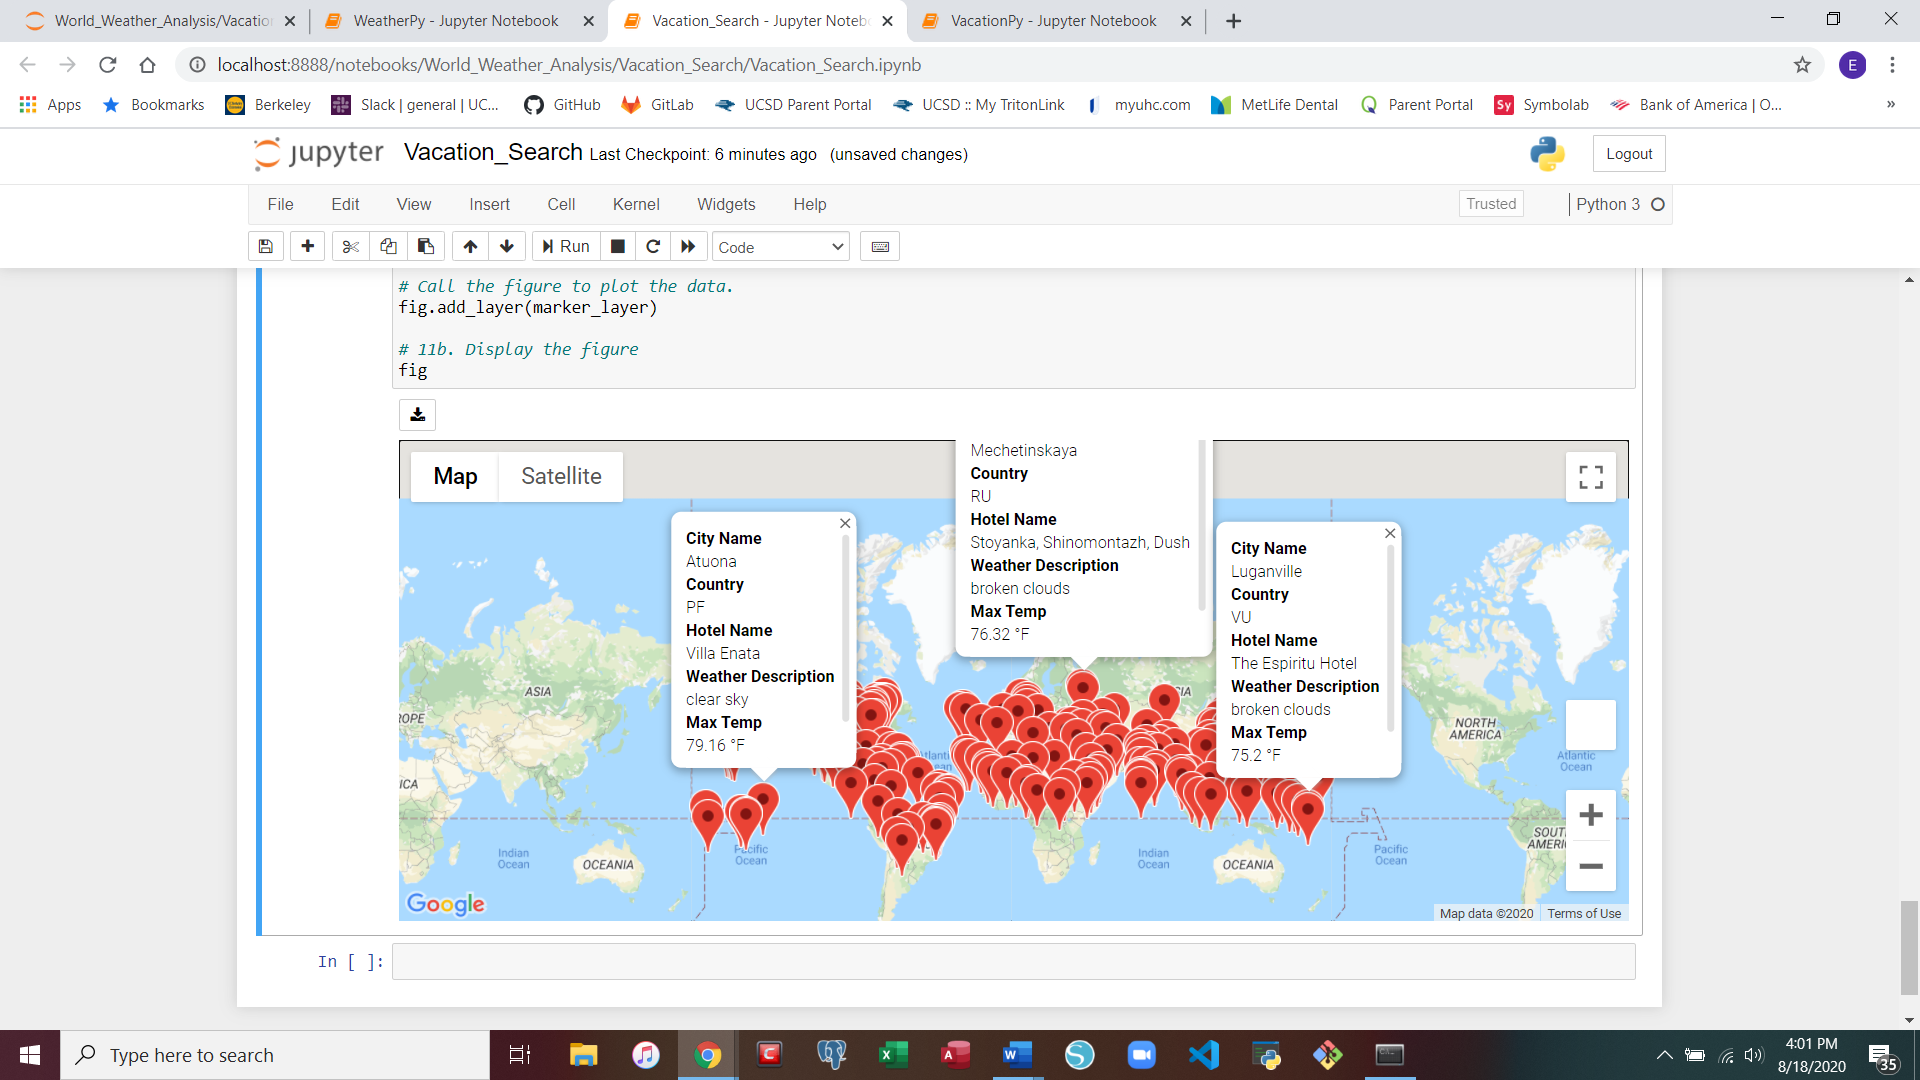 World_Weather_Analysis/Vacation
WeatherPy - Jupyter Notebook
Vacation_Search - Jupyter Noteb
VacationPy - Jupyter Notebook
localhost:8888/notebooks/World_Weather_Analysis/Vacation_Search/Vacation_Search.ipynb
E
Apps
Bookmarks
Berkeley
Slack | general | UC...
GitHub
GitLab
UCSD Parent Portal
UCSD :: My TritonLink
myuhc.com
MetLife Dental
Parent Portal
Sy Symbolab
Bank of America | O...
»
jupyter Vacation_Search Last Checkpoint: 6 minutes ago (unsaved changes)
Logout
File Edit View Insert Cell Kernel Widgets Help
Trusted
Python 3
Run
Code
# Call the figure to plot the data.
fig.add_layer(marker_layer)
# 11b. Display the figure
fig
Map Satellite
Mechetinskaya
Country
RU
Hotel Name
Stoyanka, Shinomontazh, Dush
Weather Description
broken clouds
Max Temp
76.32 °F
City Name
Atuona
Country
PF
Hotel Name
Villa Enata
Weather Description
clear sky
Max Temp
79.16 °F
City Name
Luganville
Country
VU
Hotel Name
The Espiritu Hotel
Weather Description
broken clouds
Max Temp
75.2 °F
ASIA
ROPE
ICA
Indian
Ocean
OCEANIA
Pacific
Ocean
Atlantic
IA
Indian
Ocean
OCEANIA
Pacific
Ocean
NORTH
AMERICA
Atlantic
Ocean
SOUT
AMERI
Google
Map data ©2020
Terms of Use
In [ ]:
Type here to search
4:01 PM
8/18/2020
35